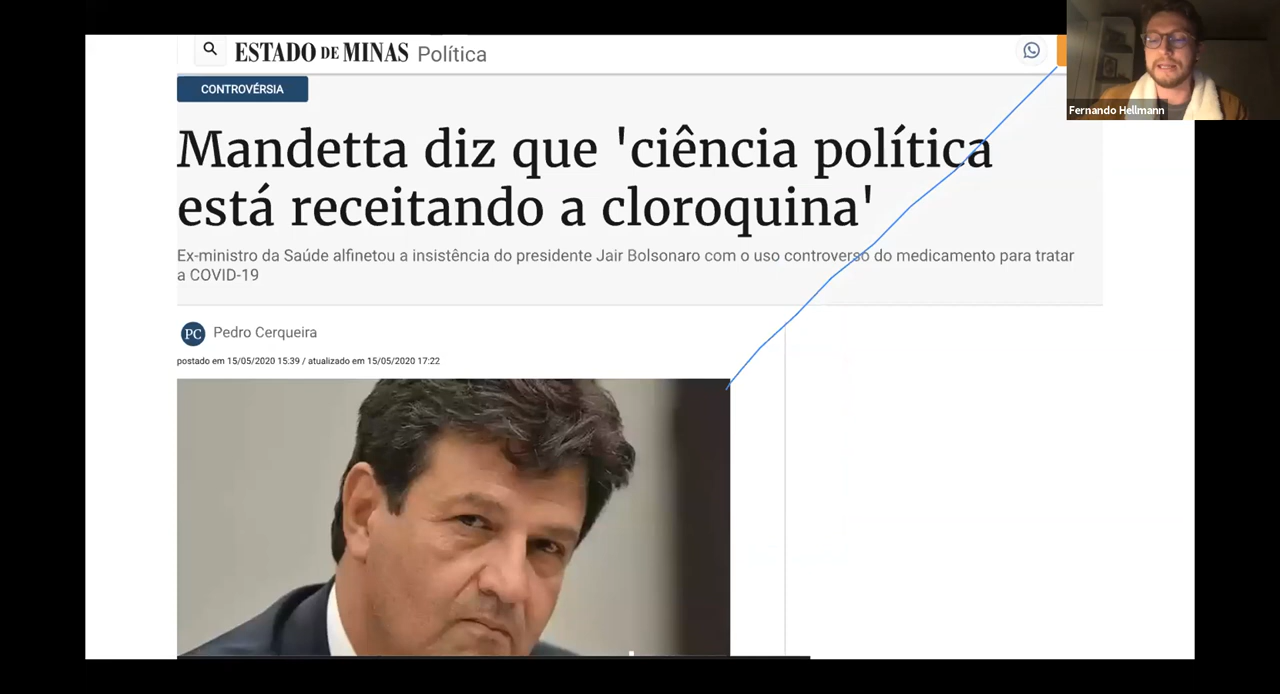 ESTADO DE MINAS Política
Fernando Hellmann
CONTROVÉRSIA
Mandetta diz que 'ciência política
está receitando a cloroquina'
Ex-ministro da Saúde alfinetou a insistência do presidente Jair Bolsonaro com o uso controverso do medicamento para tratar
a COVID-19
PC Pedro Cerqueira
postado em 15/05/2020 15:39 / atualizado em 15/05/2020 17:22